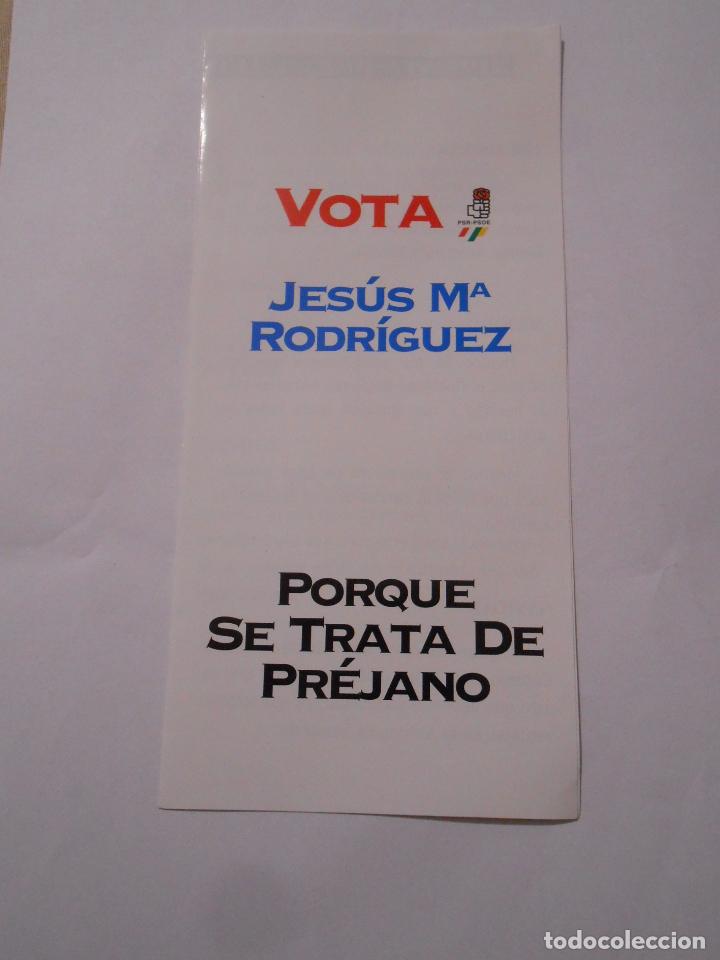 VOTA
PSR-PSOE
JESÚS Mª
RODRÍGUEZ
PORQUE
SE TRATA DE
PRÉJANO
todocoleccion